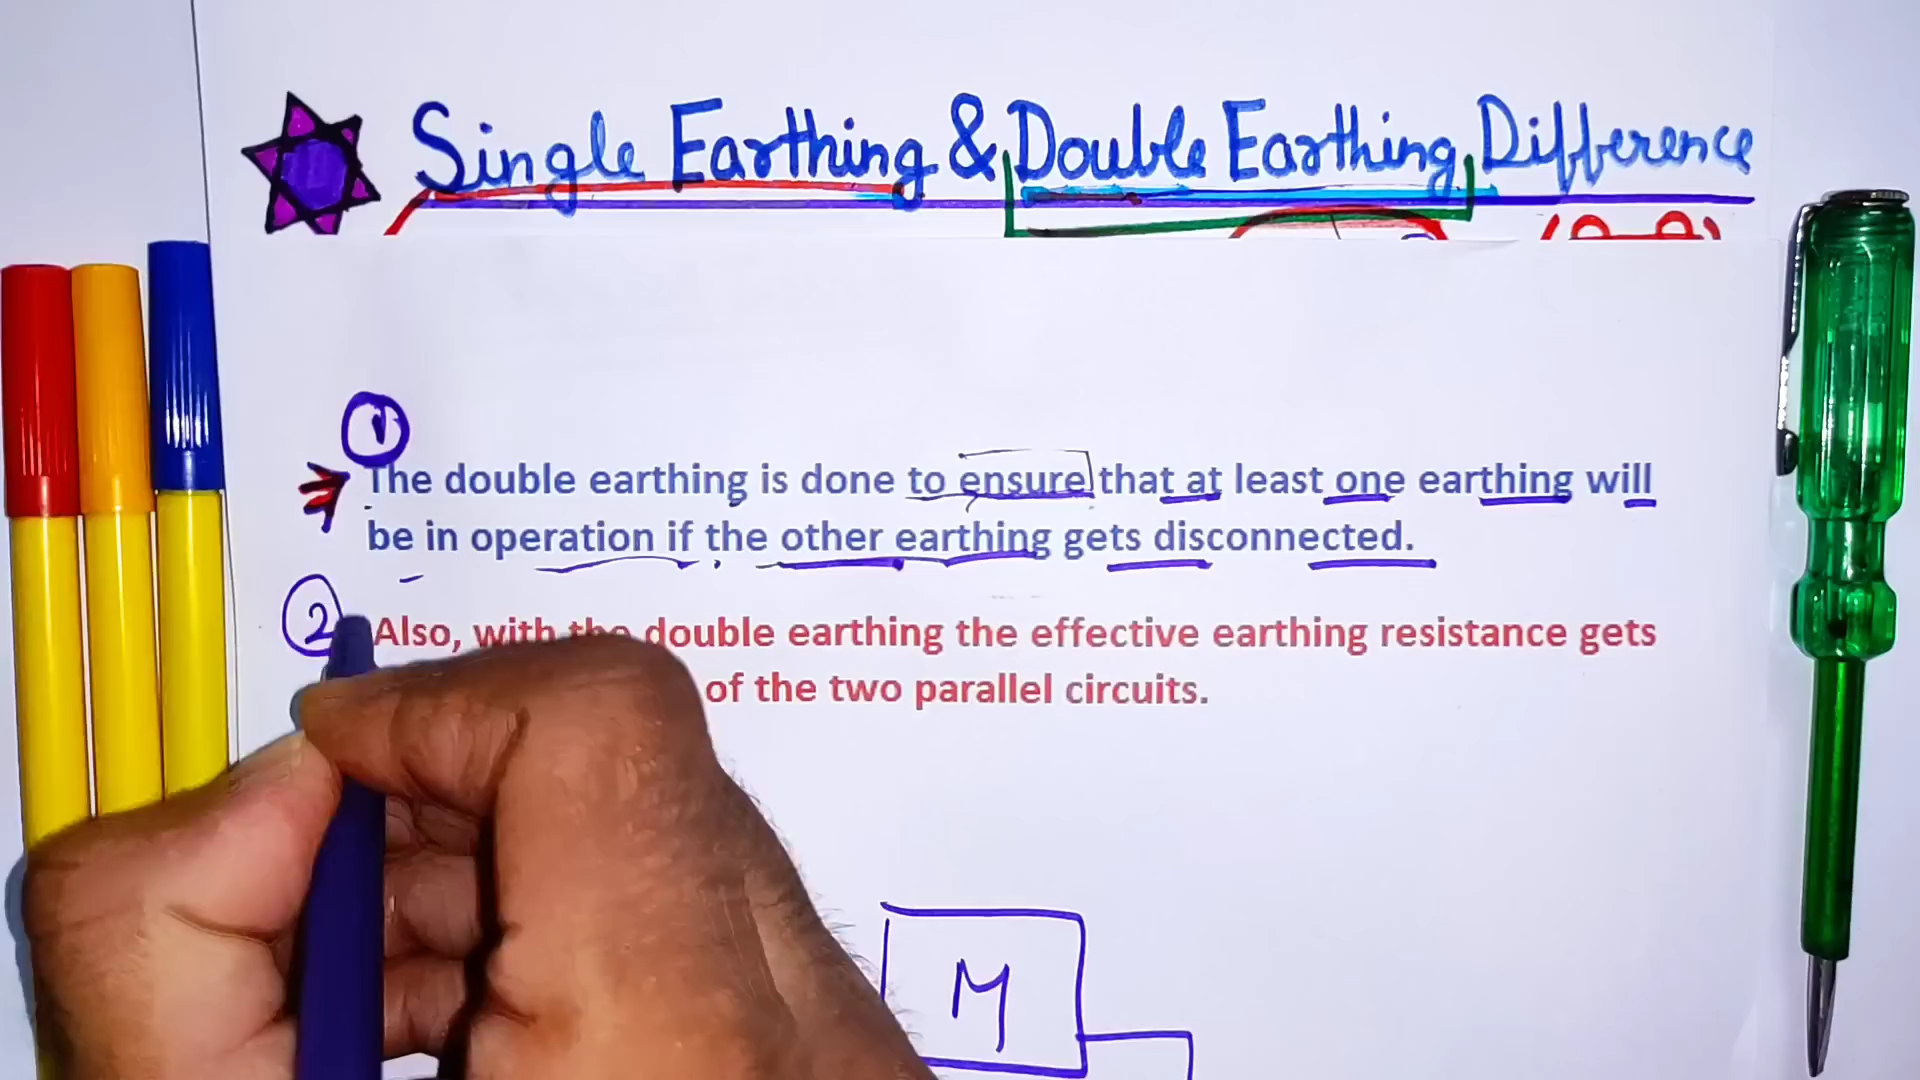 Single Earthing & Double Earthing Difference
1
The double earthing is done to ensure that at least one earthing will
be in operation if the other earthing gets disconnected.
2
Also, with the double earthing the effective earthing resistance gets
of the two parallel circuits.
M